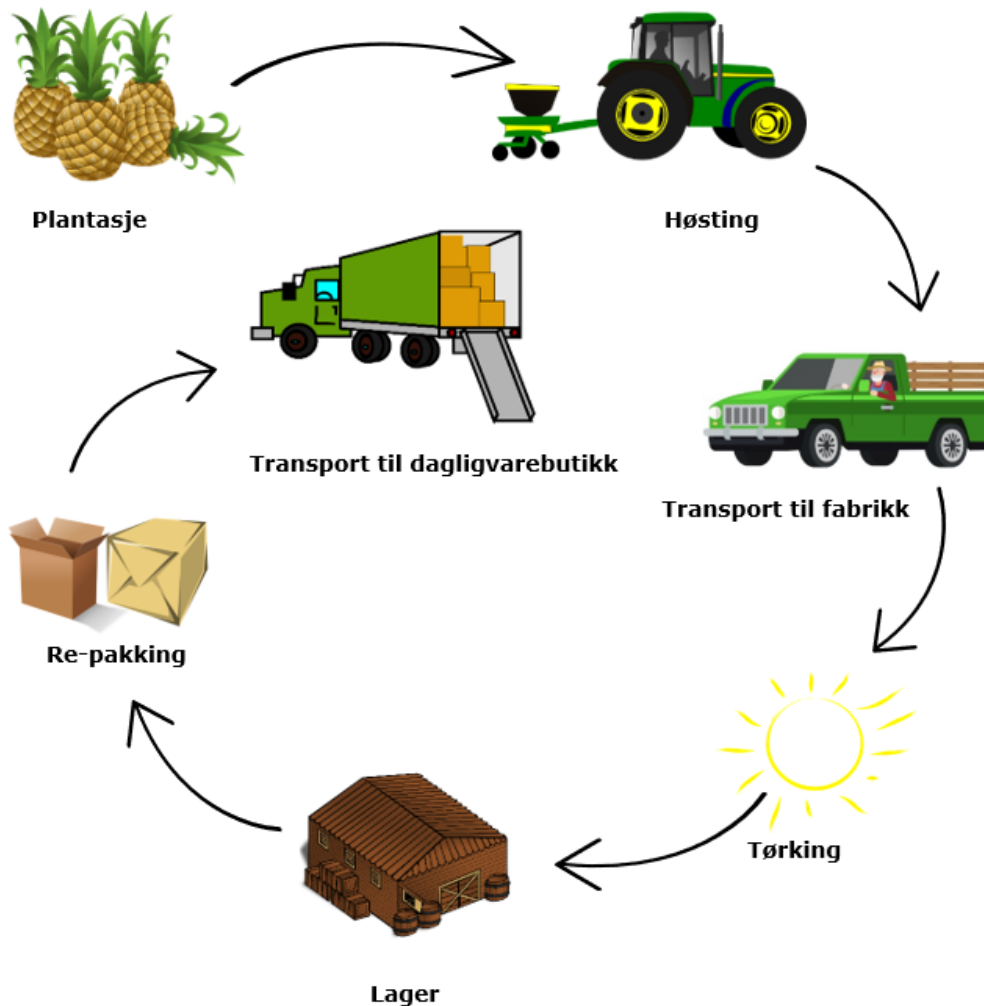 Plantasje
Høsting
Transport til fabrikk
Tørking
Lager
Re-pakking
Transport til dagligvarebutikk